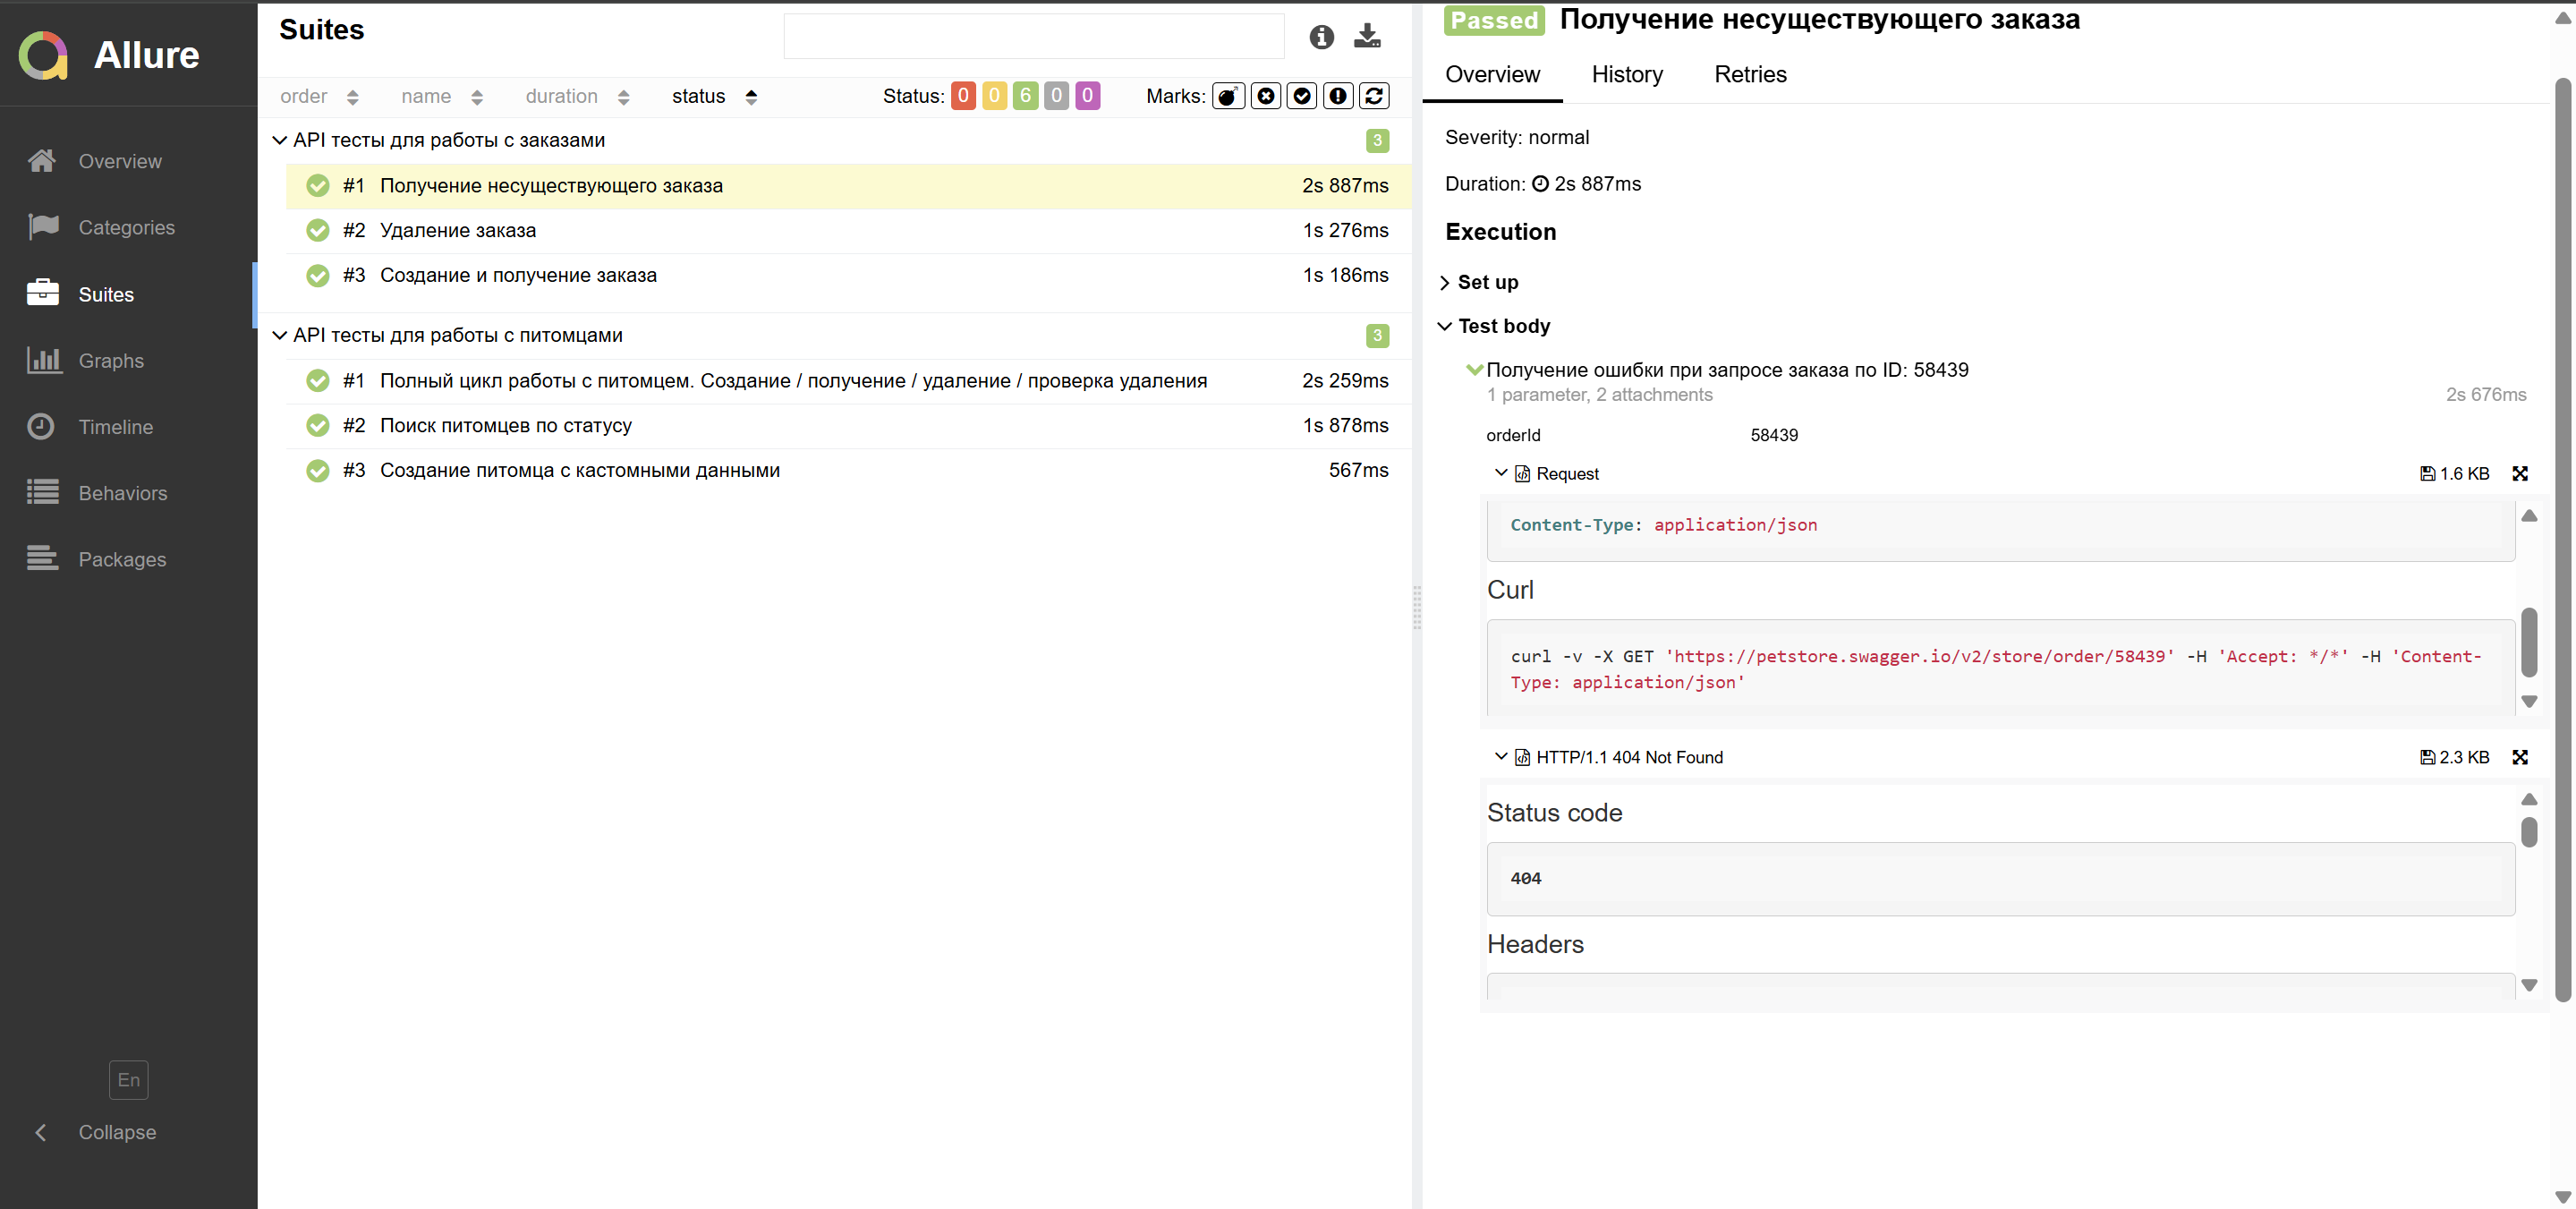 Allure
Overview
Categories
Suites
Graphs
Timeline
Behaviors
Packages
En
Collapse
Suites
order name duration status Status: 0 0 6 0 0 Marks:
API тесты для работы с заказами 3
#1 Получение несуществующего заказа 2s 887ms
#2 Удаление заказа 1s 276ms
#3 Создание и получение заказа 1s 186ms
API тесты для работы с питомцами 3
#1 Полный цикл работы с питомцем. Создание / получение / удаление / проверка удаления 2s 259ms
#2 Поиск питомцев по статусу 1s 878ms
#3 Создание питомца с кастомными данными 567ms
Passed Получение несуществующего заказа
Overview History Retries
Severity: normal
Duration: 2s 887ms
Execution
Set up
Test body
Получение ошибки при запросе заказа по ID: 58439
1 parameter, 2 attachments 2s 676ms
orderId 58439
Request 1.6 KB
Content-Type: application/json
Curl
curl -v -X GET 'https://petstore.swagger.io/v2/store/order/58439' -H 'Accept: */*' -H 'Content-
Type: application/json'
HTTP/1.1 404 Not Found 2.3 KB
Status code
404
Headers